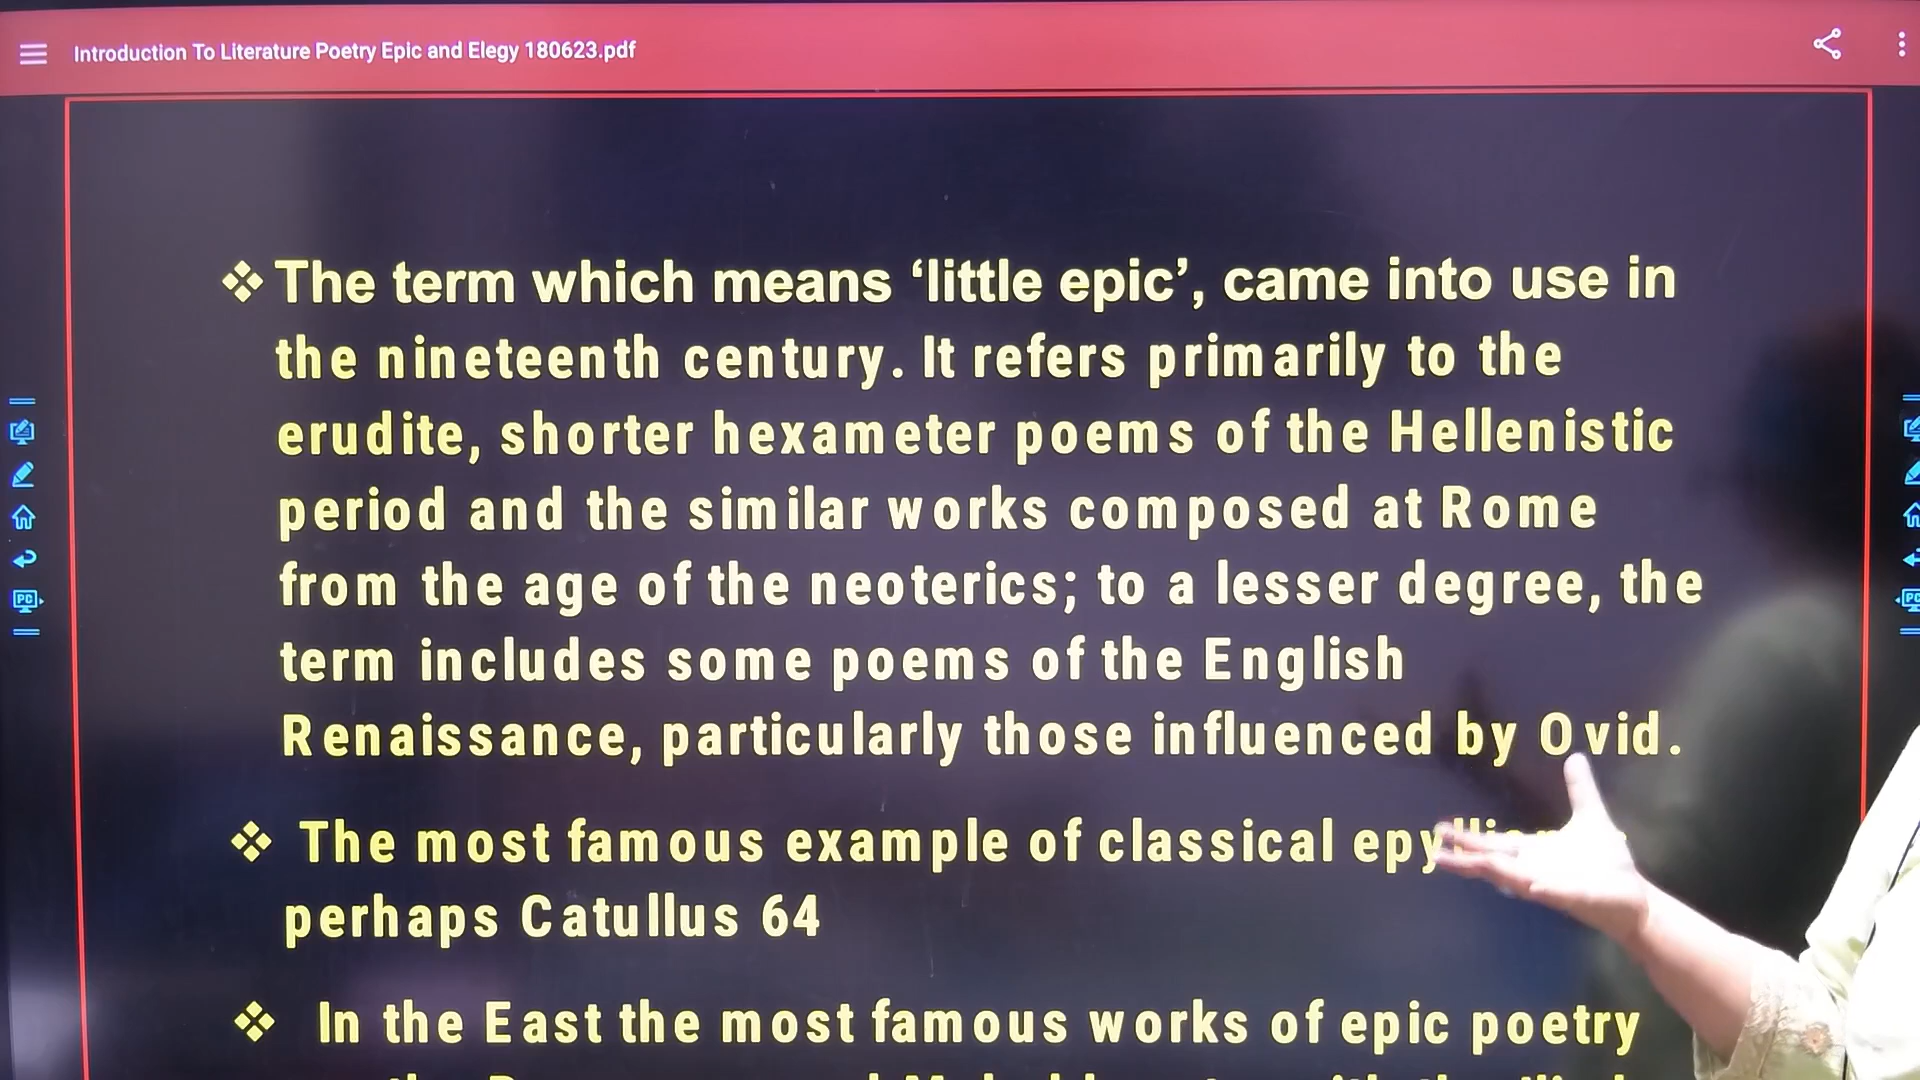 Introduction To Literature Poetry Epic and Elegy 180623.pdf
❖ The term which means ‘little epic’, came into use in
the nineteenth century. It refers primarily to the
erudite, shorter hexameter poems of the Hellenistic
period and the similar works composed at Rome
from the age of the neoterics; to a lesser degree, the
term includes some poems of the English
Renaissance, particularly those influenced by Ovid.
❖ The most famous example of classical
perhaps Catullus 64
❖ In the East the most famous works of epic poetry
PC
PC